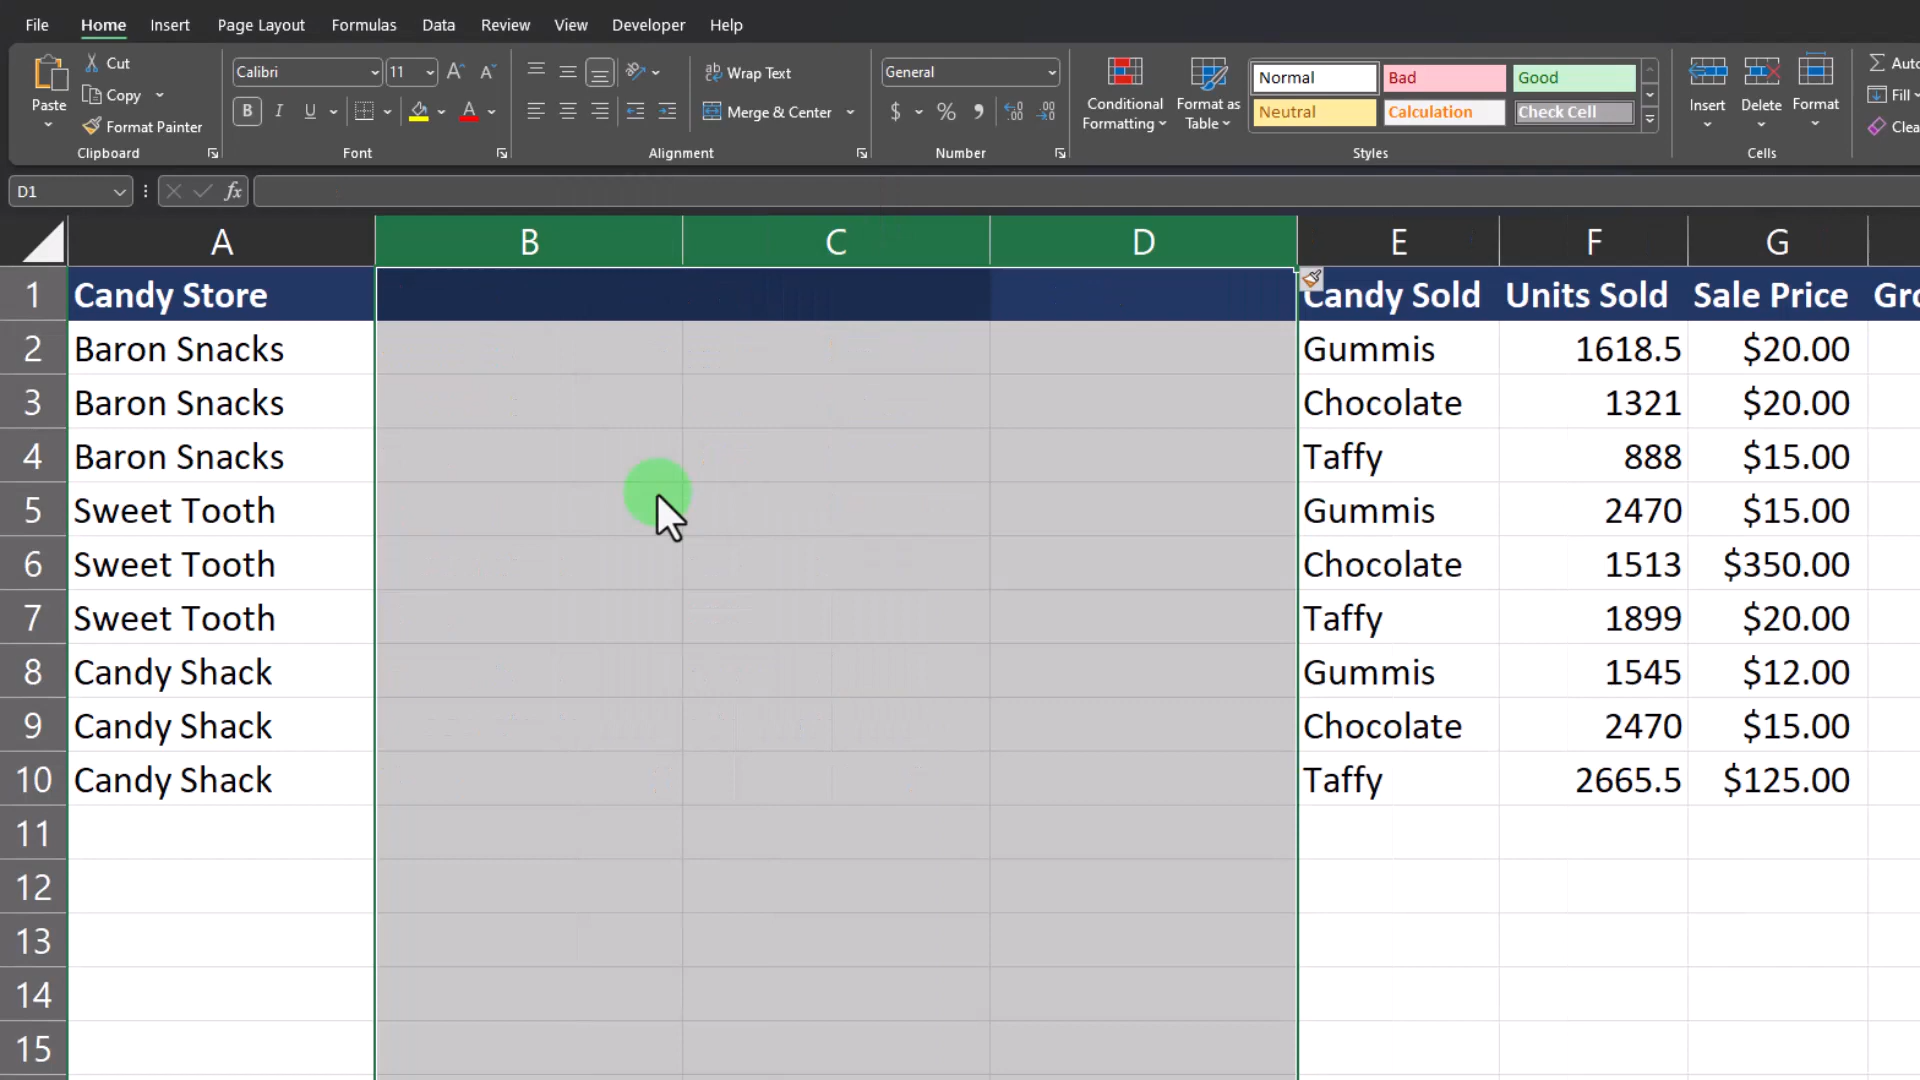 File Home Insert Page Layout Formulas Data Review View Developer Help
Paste
Cut
Copy
Format Painter
Clipboard
Calibri 11
B I U
Font
Wrap Text
Merge & Center
Alignment
General
$ % ,
Number
Conditional Formatting
Format as Table
Normal Bad Good
Neutral Calculation Check Cell
Styles
Insert Delete Format
Cells
Fill
D1 fx
A B C D E F G
1 Candy Store Candy Sold Units Sold Sale Price
2 Baron Snacks Gummis 1618.5 $20.00
3 Baron Snacks Chocolate 1321 $20.00
4 Baron Snacks Taffy 888 $15.00
5 Sweet Tooth Gummis 2470 $15.00
6 Sweet Tooth Chocolate 1513 $350.00
7 Sweet Tooth Taffy 1899 $20.00
8 Candy Shack Gummis 1545 $12.00
9 Candy Shack Chocolate 2470 $15.00
10 Candy Shack Taffy 2665.5 $125.00
11
12
13
14
15